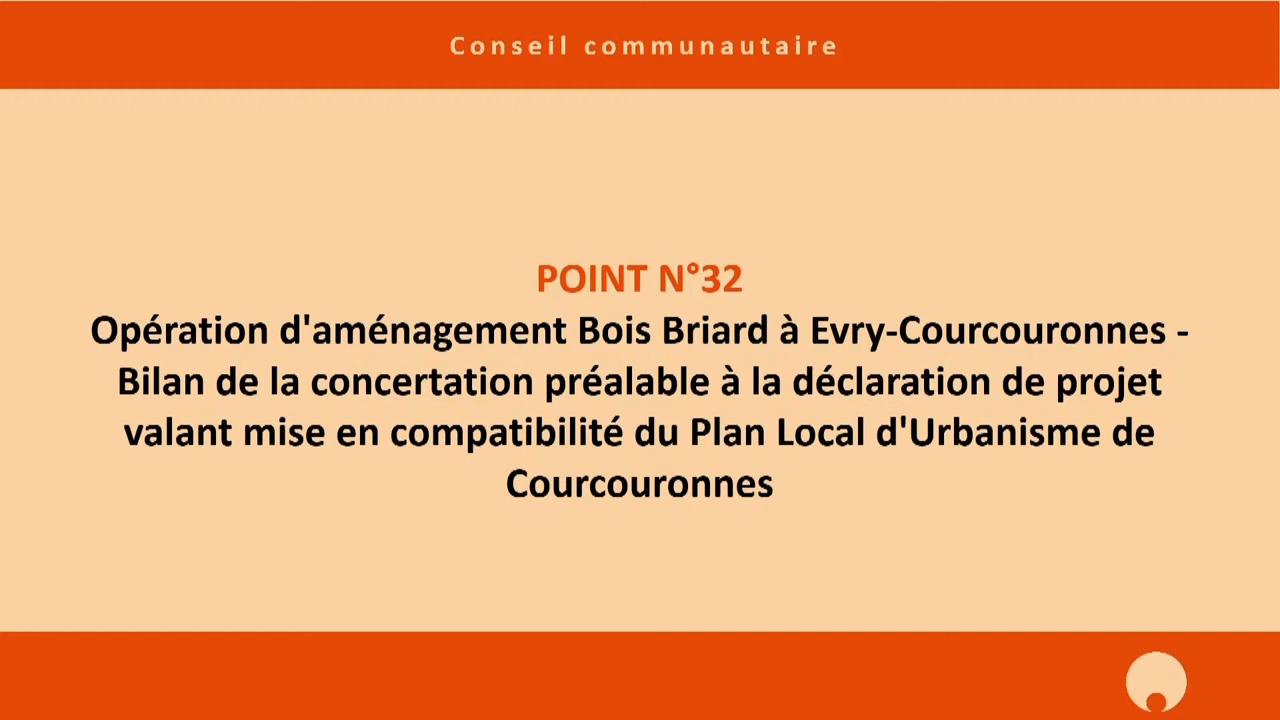 Conseil communautaire
POINT N°32
Opération d'aménagement Bois Briard à Evry-Courcouronnes -
Bilan de la concertation préalable à la déclaration de projet
valant mise en compatibilité du Plan Local d'Urbanisme de
Courcouronnes